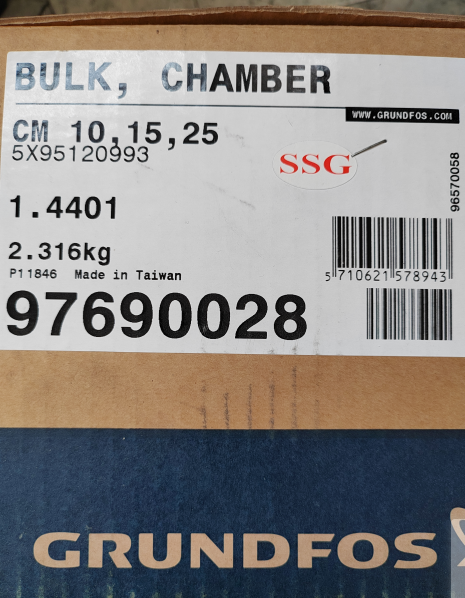 BULK, CHAMBER
WWW.GRUNDFOS.COM
CM 10,15,25
5X95120993
SSG
96570058
1.4401
2.316kg
P11846 Made in Taiwan
5 710621 578943
97690028
GRUNDFOS